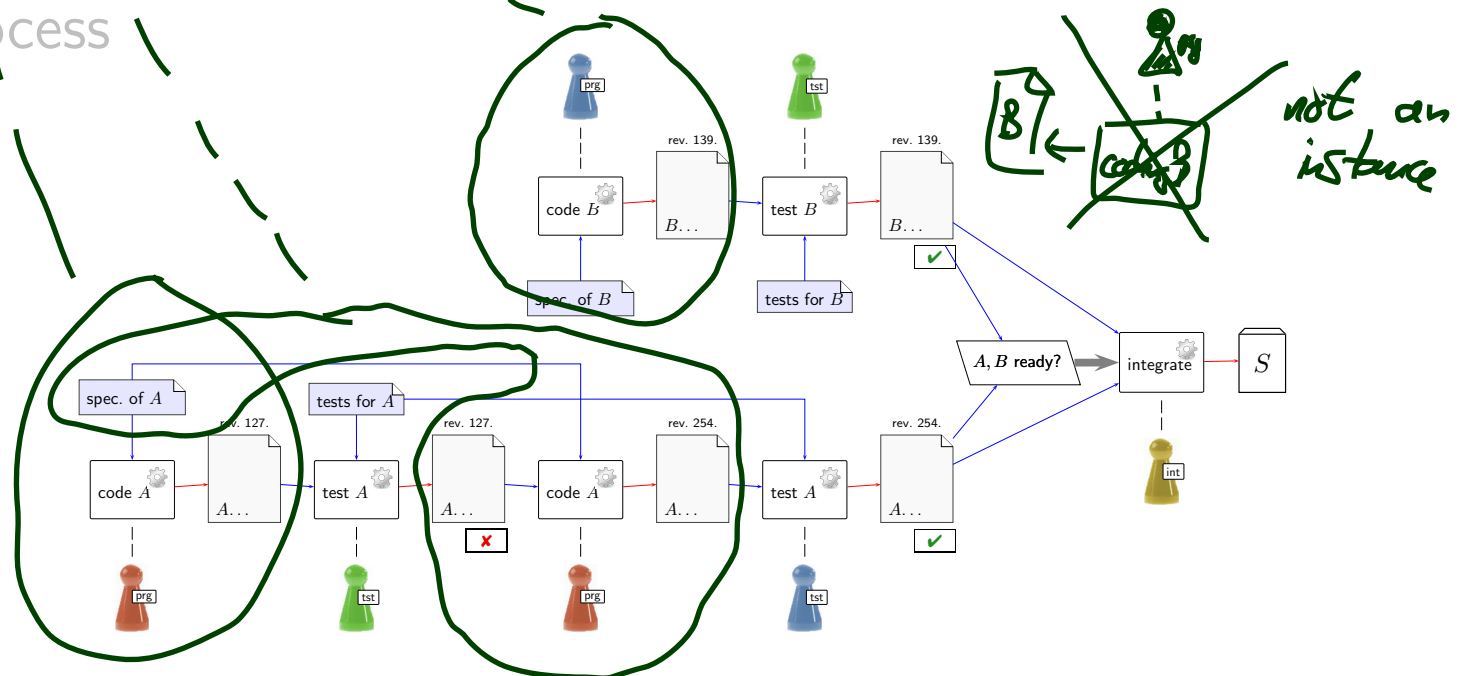 ocess
prg
tst
prg
B
coding B
not an
instance
rev. 139.
rev. 139.
code B
B...
test B
B...
✔
spec. of B
tests for B
A, B ready?
integrate
S
int
spec. of A
tests for A
rev. 127.
rev. 127.
rev. 254.
rev. 254.
code A
A...
test A
A...
code A
A...
test A
A...
✘
✔
prg
tst
prg
tst